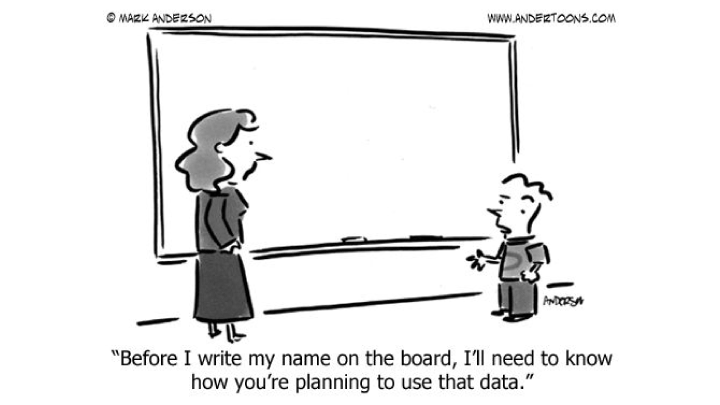 © MARK ANDERSON
WWW.ANDERTOONS.COM
ANDERSON
"Before I write my name on the board, I'll need to know
how you're planning to use that data."